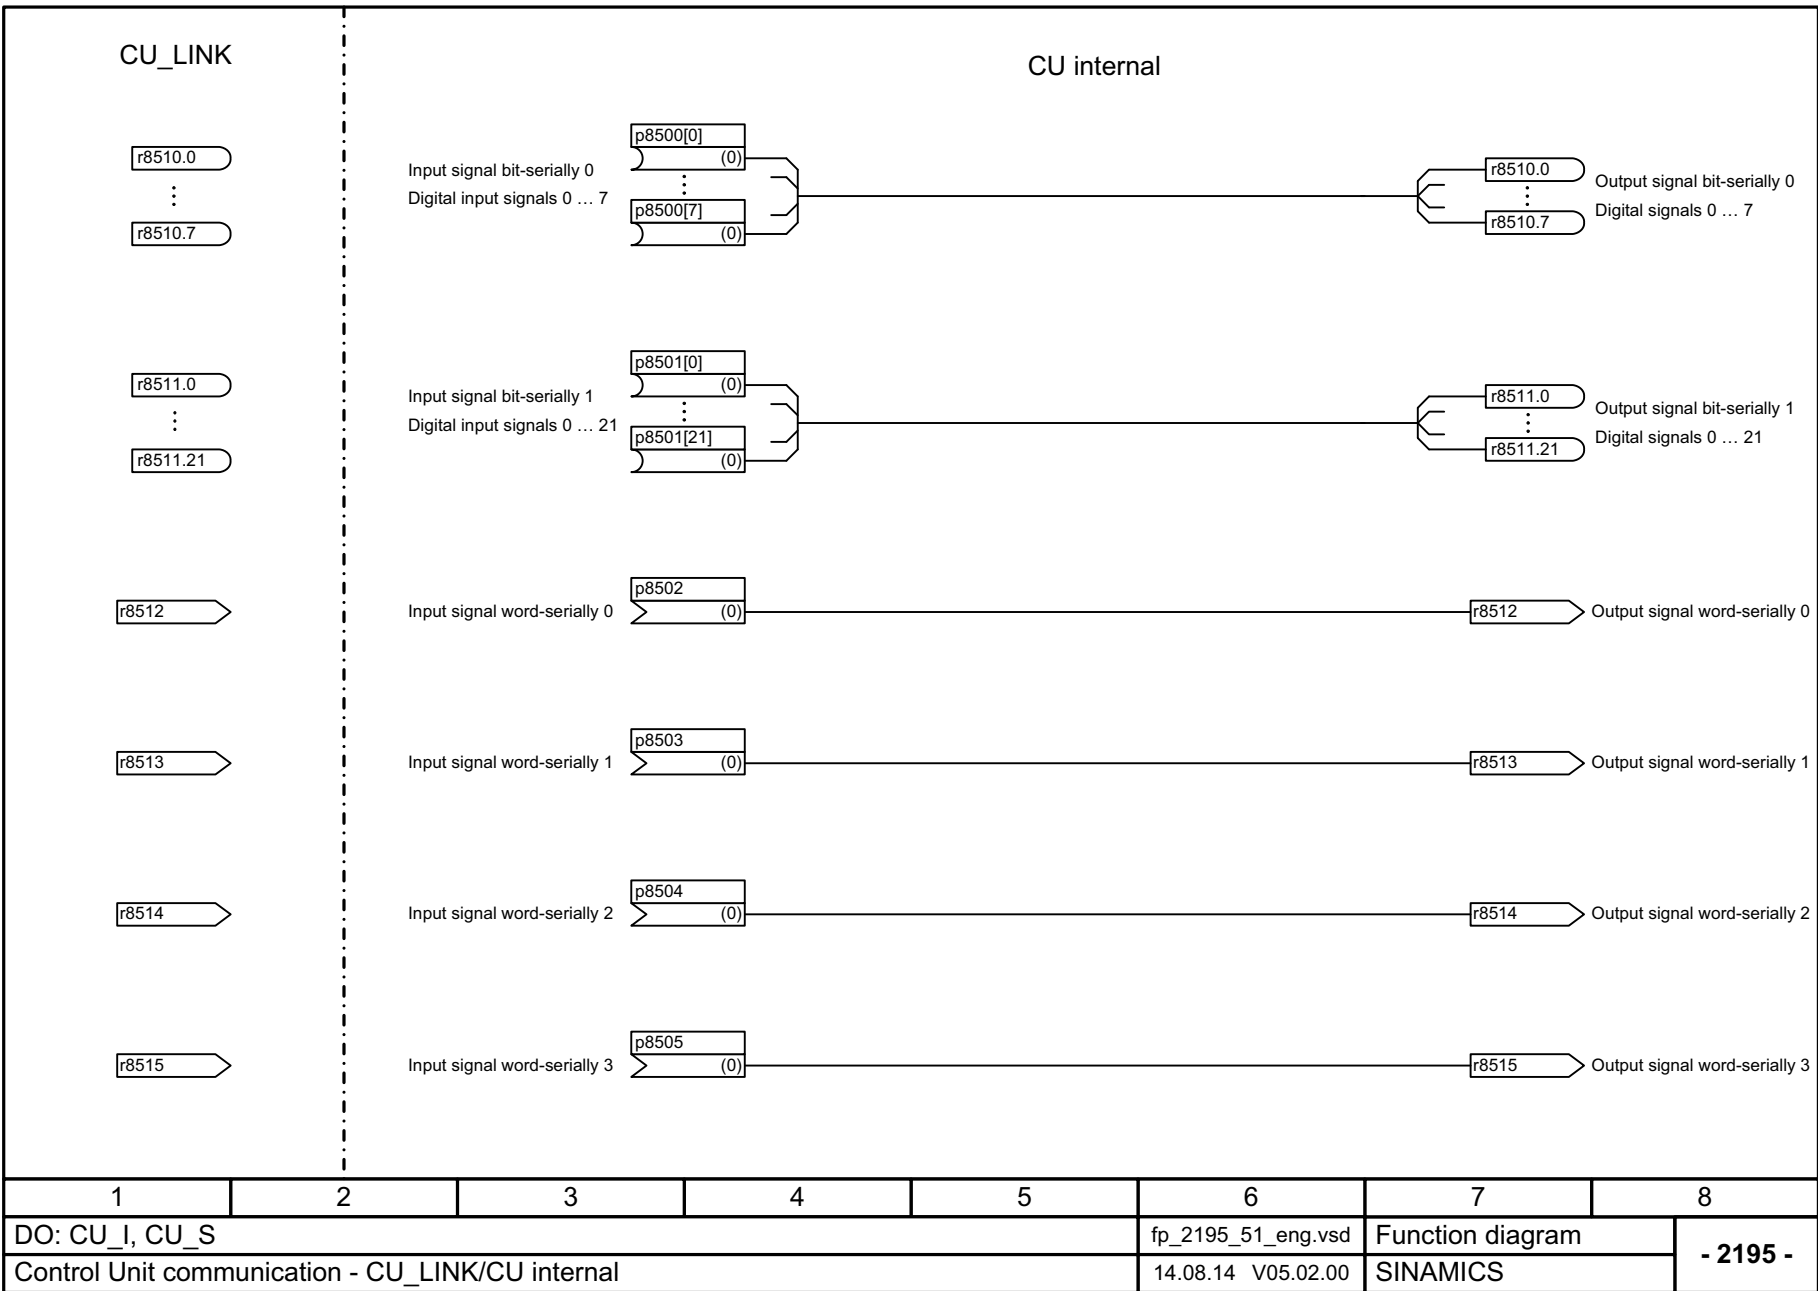 CU_LINK
CU internal
r8510.0
r8510.7
Input signal bit-serially 0
Digital input signals 0 … 7
p8500[0]
(0)
p8500[7]
(0)
r8510.0
r8510.7
Output signal bit-serially 0
Digital signals 0 … 7
r8511.0
r8511.21
Input signal bit-serially 1
Digital input signals 0 … 21
p8501[0]
(0)
p8501[21]
(0)
r8511.0
r8511.21
Output signal bit-serially 1
Digital signals 0 … 21
r8512
Input signal word-serially 0
p8502
(0)
r8512
Output signal word-serially 0
r8513
Input signal word-serially 1
p8503
(0)
r8513
Output signal word-serially 1
r8514
Input signal word-serially 2
p8504
(0)
r8514
Output signal word-serially 2
r8515
Input signal word-serially 3
p8505
(0)
r8515
Output signal word-serially 3
1 2 3 4 5 6 7 8
DO: CU_I, CU_S
fp_2195_51_eng.vsd
Function diagram
- 2195 -
Control Unit communication - CU_LINK/CU internal
14.08.14 V05.02.00
SINAMICS